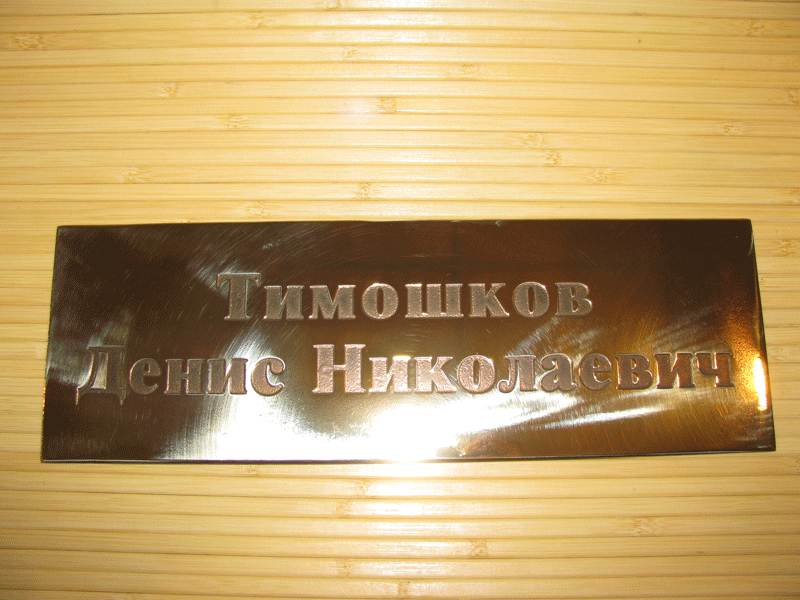 Тимошков
Денис Николаевич